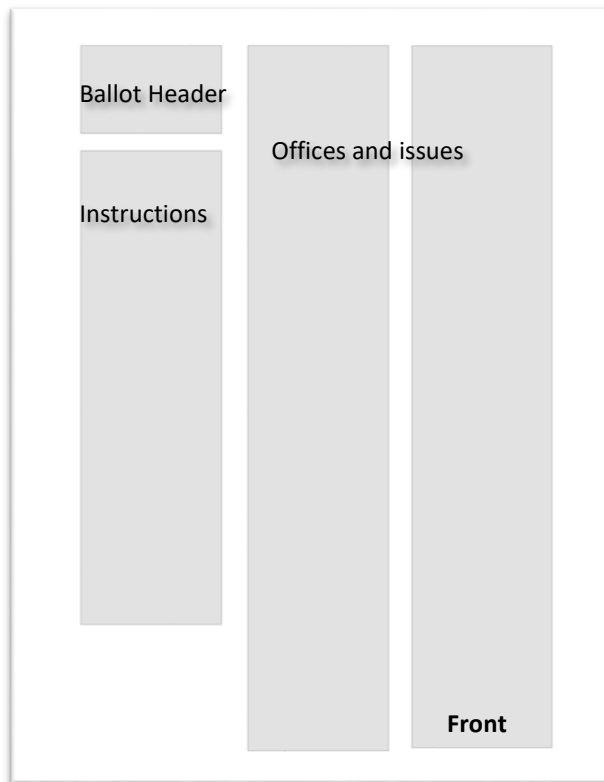 Ballot Header
Instructions
Offices and issues
Front